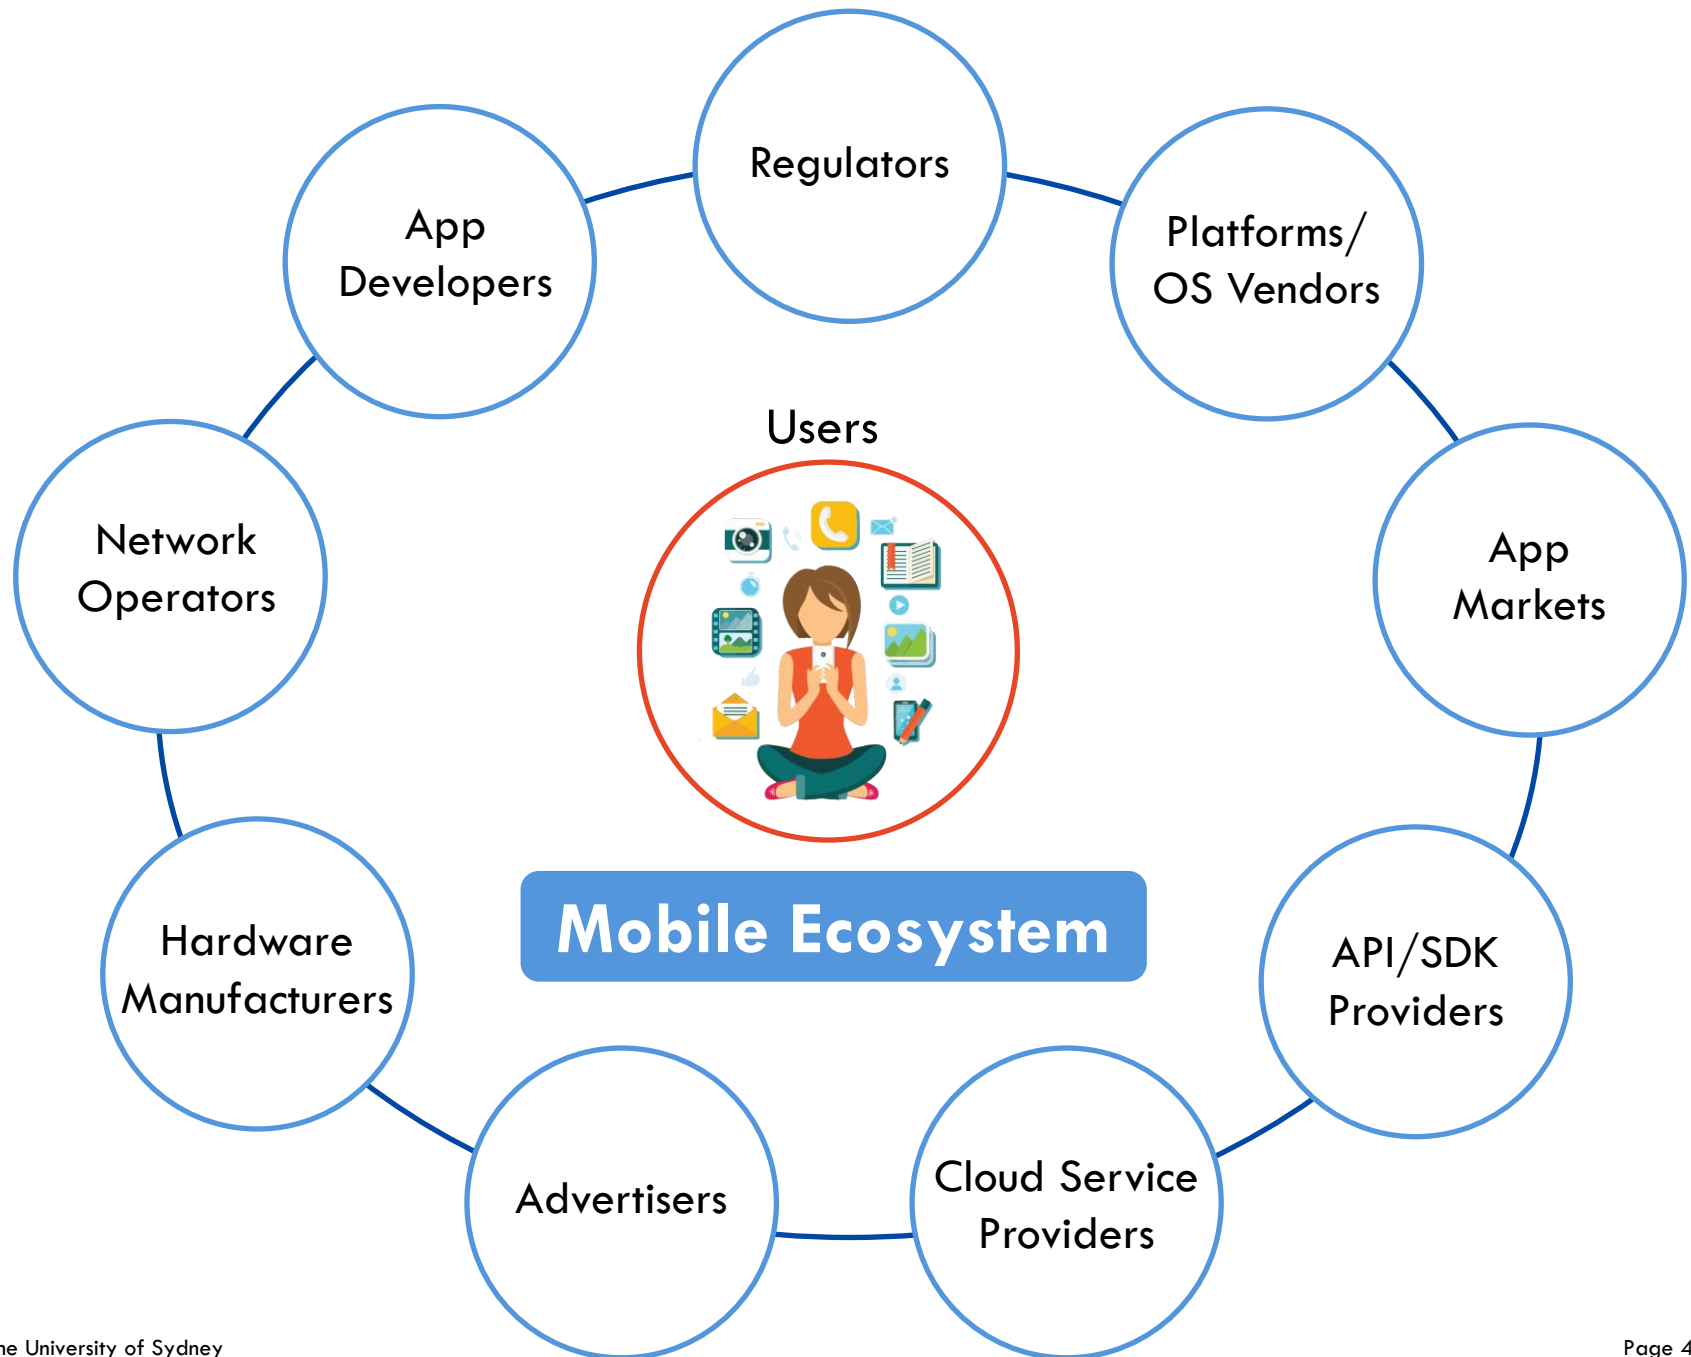 Regulators
App
Developers
Platforms/
OS Vendors
Users
Network
Operators
App
Markets
Mobile Ecosystem
Hardware
Manufacturers
API/SDK
Providers
Advertisers
Cloud Service
Providers
University of Sydney
Page 4